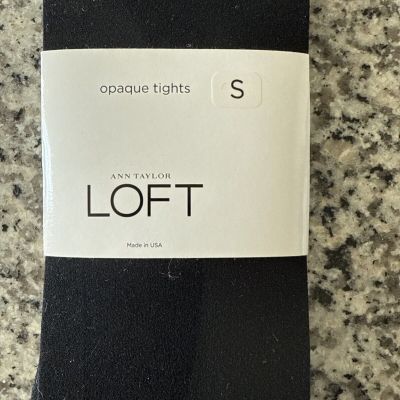 opaque tights S
ANN TAYLOR
LOFT
Made in USA